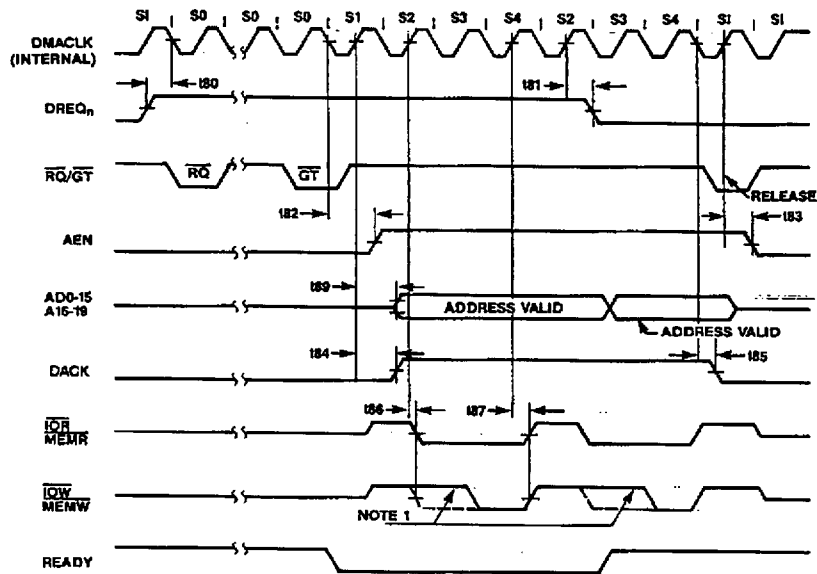 SI S0 S0 S0 S1 S2 S3 S4 S2 S3 S4 SI SI
DMACLK
(INTERNAL)
t80
t81
DREQn
RQ/GT
RQ
GT
RELEASE
t82
t83
AEN
t89
AD0-15
A16-19
ADDRESS VALID
ADDRESS VALID
t84
t85
DACK
t86
t87
IOR
MEMR
IOW
MEMW
NOTE 1
READY